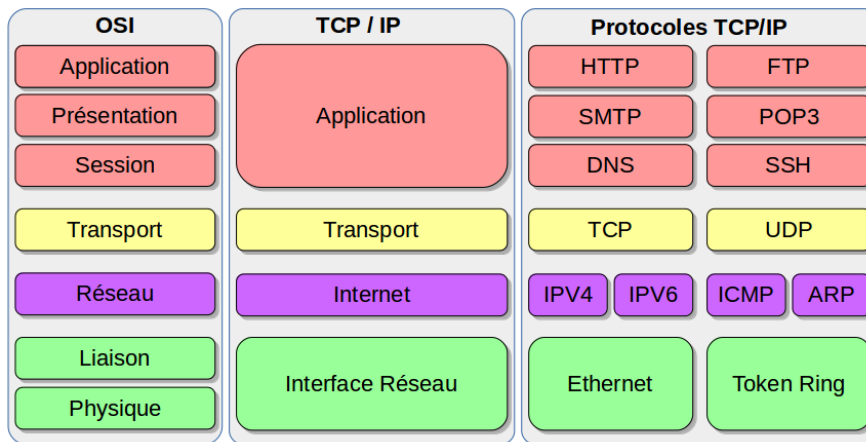 OSI
Application
Présentation
Session
Transport
Réseau
Liaison
Physique
TCP / IP
Application
Transport
Internet
Interface Réseau
Protocoles TCP/IP
HTTP FTP
SMTP POP3
DNS SSH
TCP UDP
IPV4 IPV6 ICMP ARP
Ethernet Token Ring